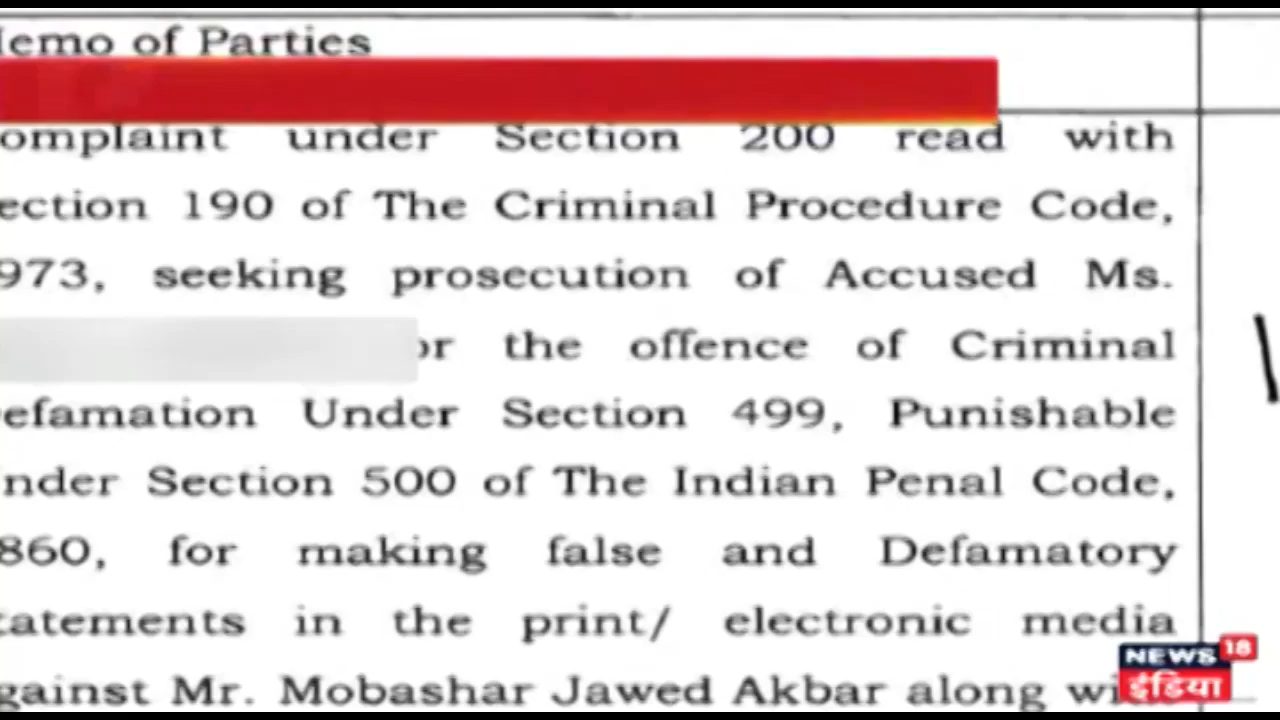 emo of Parties
omplaint under Section 200 read with
ection 190 of The Criminal Procedure Code,
973, seeking prosecution of Accused Ms.
or the offence of Criminal
efamation Under Section 499, Punishable
nder Section 500 of The Indian Penal Code,
860, for making false and Defamatory
tatements in the print/ electronic media
gainst Mr. Mobashar Jawed Akbar along wi
NEWS 18
इंडिया